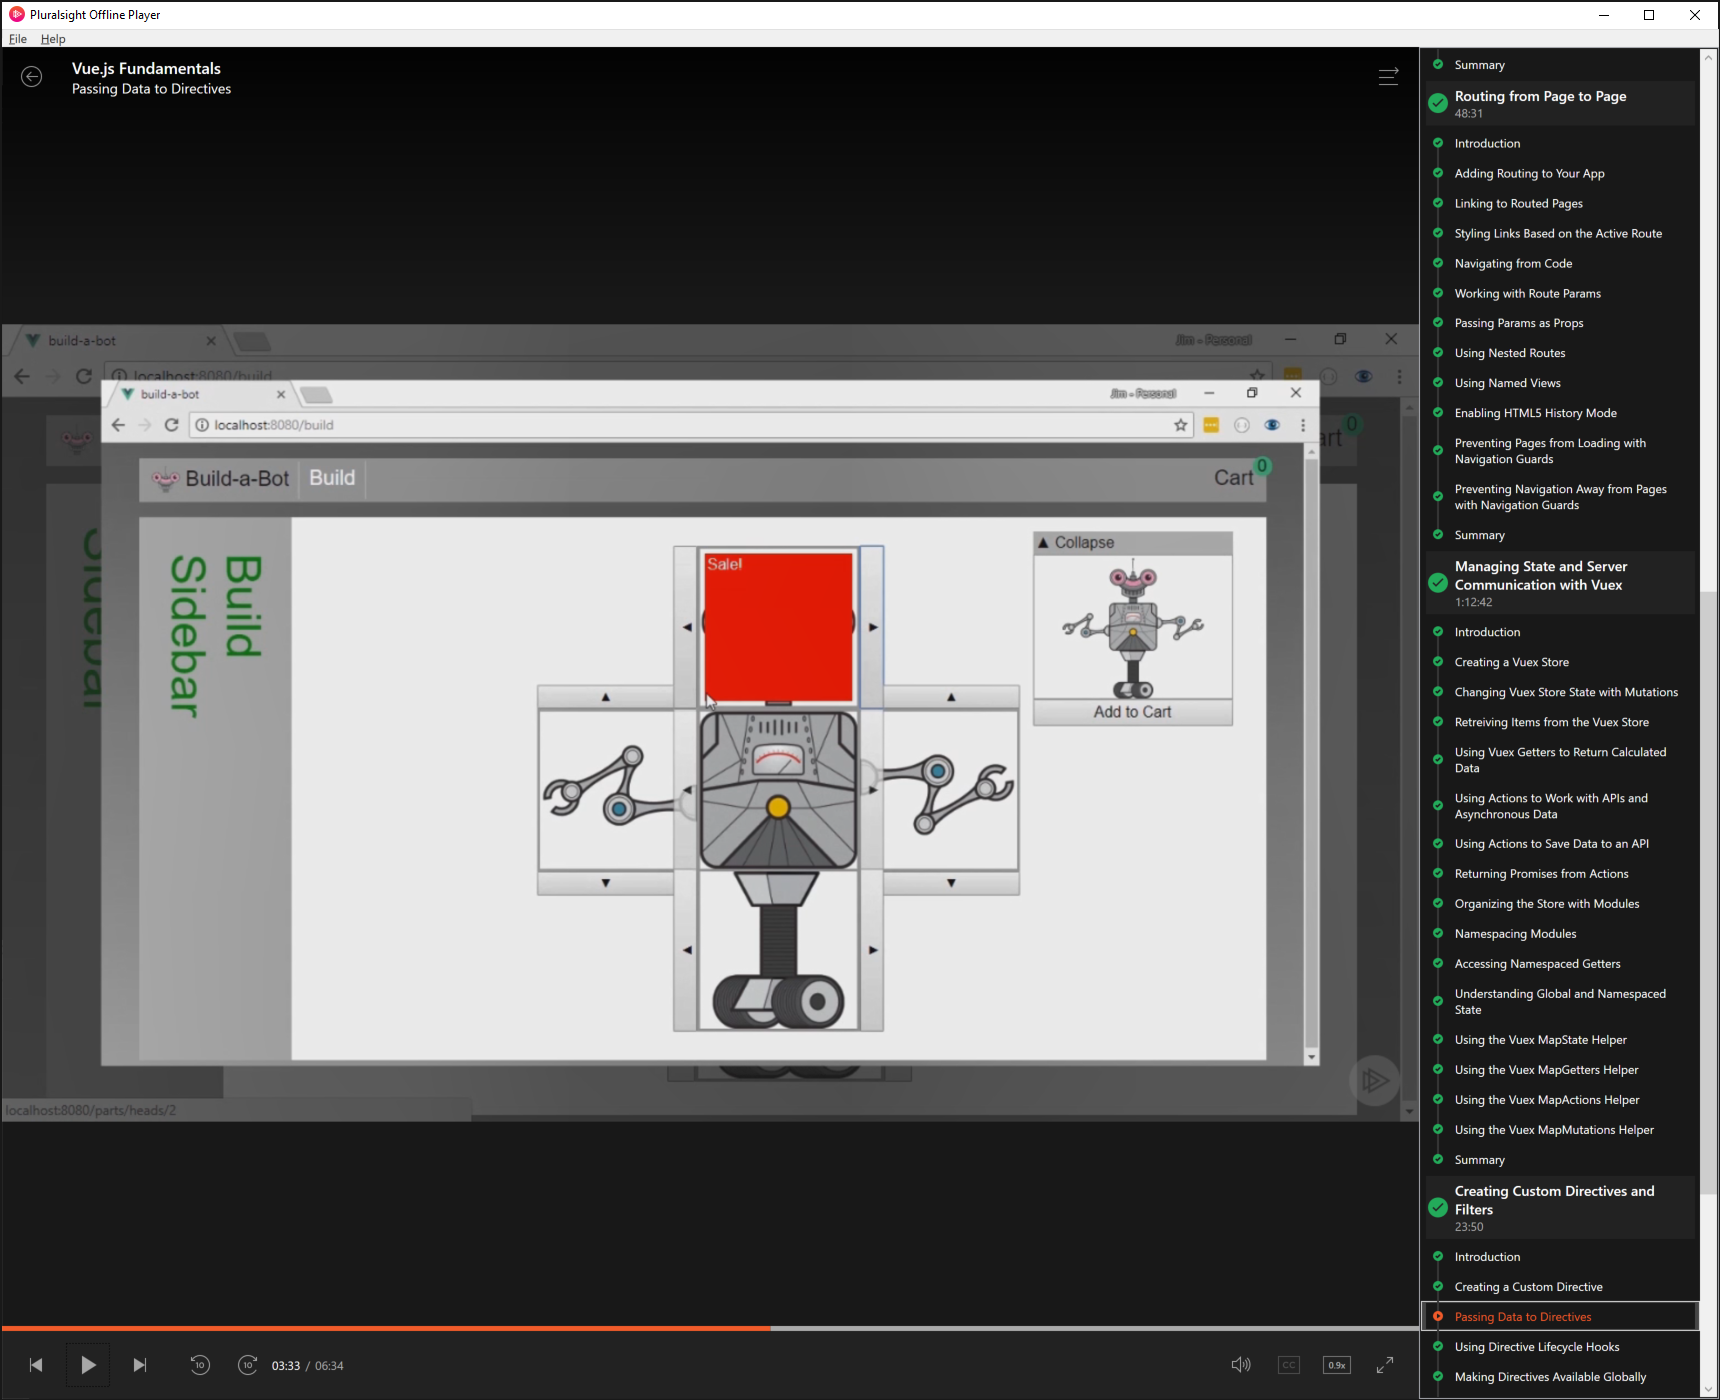 Pluralsight Offline Player
File Help
Vue.js Fundamentals
Passing Data to Directives
build-a-bot
Jim - Personal
localhost:8080/build
build-a-bot
Jim - Personal
localhost:8080/build
Build-a-Bot Build
Cart 0
art 0
Build
Sidebar
Sidebar
Sale!
Collapse
Add to Cart
localhost:8080/parts/heads/2
10 10 03:33 / 06:34
CC 0.9x
Summary
Routing from Page to Page
48:31
Introduction
Adding Routing to Your App
Linking to Routed Pages
Styling Links Based on the Active Route
Navigating from Code
Working with Route Params
Passing Params as Props
Using Nested Routes
Using Named Views
Enabling HTML5 History Mode
Preventing Pages from Loading with
Navigation Guards
Preventing Navigation Away from Pages
with Navigation Guards
Summary
Managing State and Server
Communication with Vuex
1:12:42
Introduction
Creating a Vuex Store
Changing Vuex Store State with Mutations
Retreiving Items from the Vuex Store
Using Vuex Getters to Return Calculated
Data
Using Actions to Work with APIs and
Asynchronous Data
Using Actions to Save Data to an API
Returning Promises from Actions
Organizing the Store with Modules
Namespacing Modules
Accessing Namespaced Getters
Understanding Global and Namespaced
State
Using the Vuex MapState Helper
Using the Vuex MapGetters Helper
Using the Vuex MapActions Helper
Using the Vuex MapMutations Helper
Summary
Creating Custom Directives and
Filters
23:50
Introduction
Creating a Custom Directive
Passing Data to Directives
Using Directive Lifecycle Hooks
Making Directives Available Globally